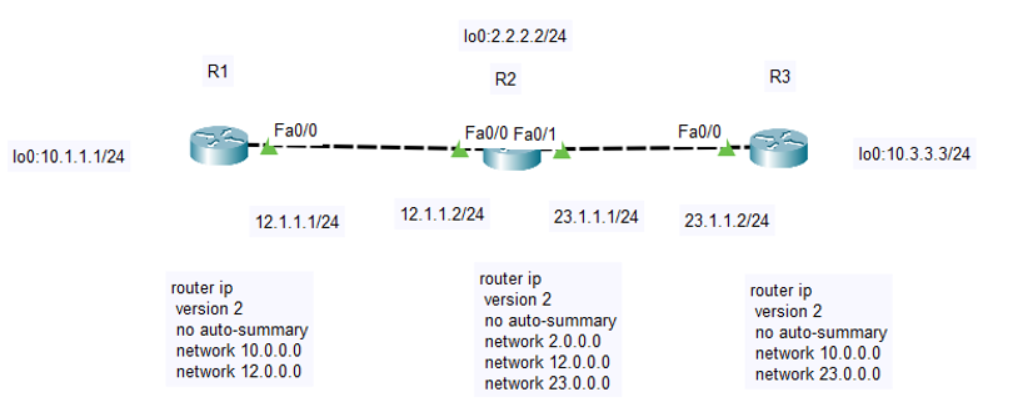 lo0:2.2.2.2/24
R1
R2
R3
Fa0/0
Fa0/0 Fa0/1
Fa0/0
lo0:10.1.1.1/24
lo0:10.3.3.3/24
12.1.1.1/24
12.1.1.2/24
23.1.1.1/24
23.1.1.2/24
router ip
version 2
no auto-summary
network 10.0.0.0
network 12.0.0.0
router ip
version 2
no auto-summary
network 2.0.0.0
network 12.0.0.0
network 23.0.0.0
router ip
version 2
no auto-summary
network 10.0.0.0
network 23.0.0.0